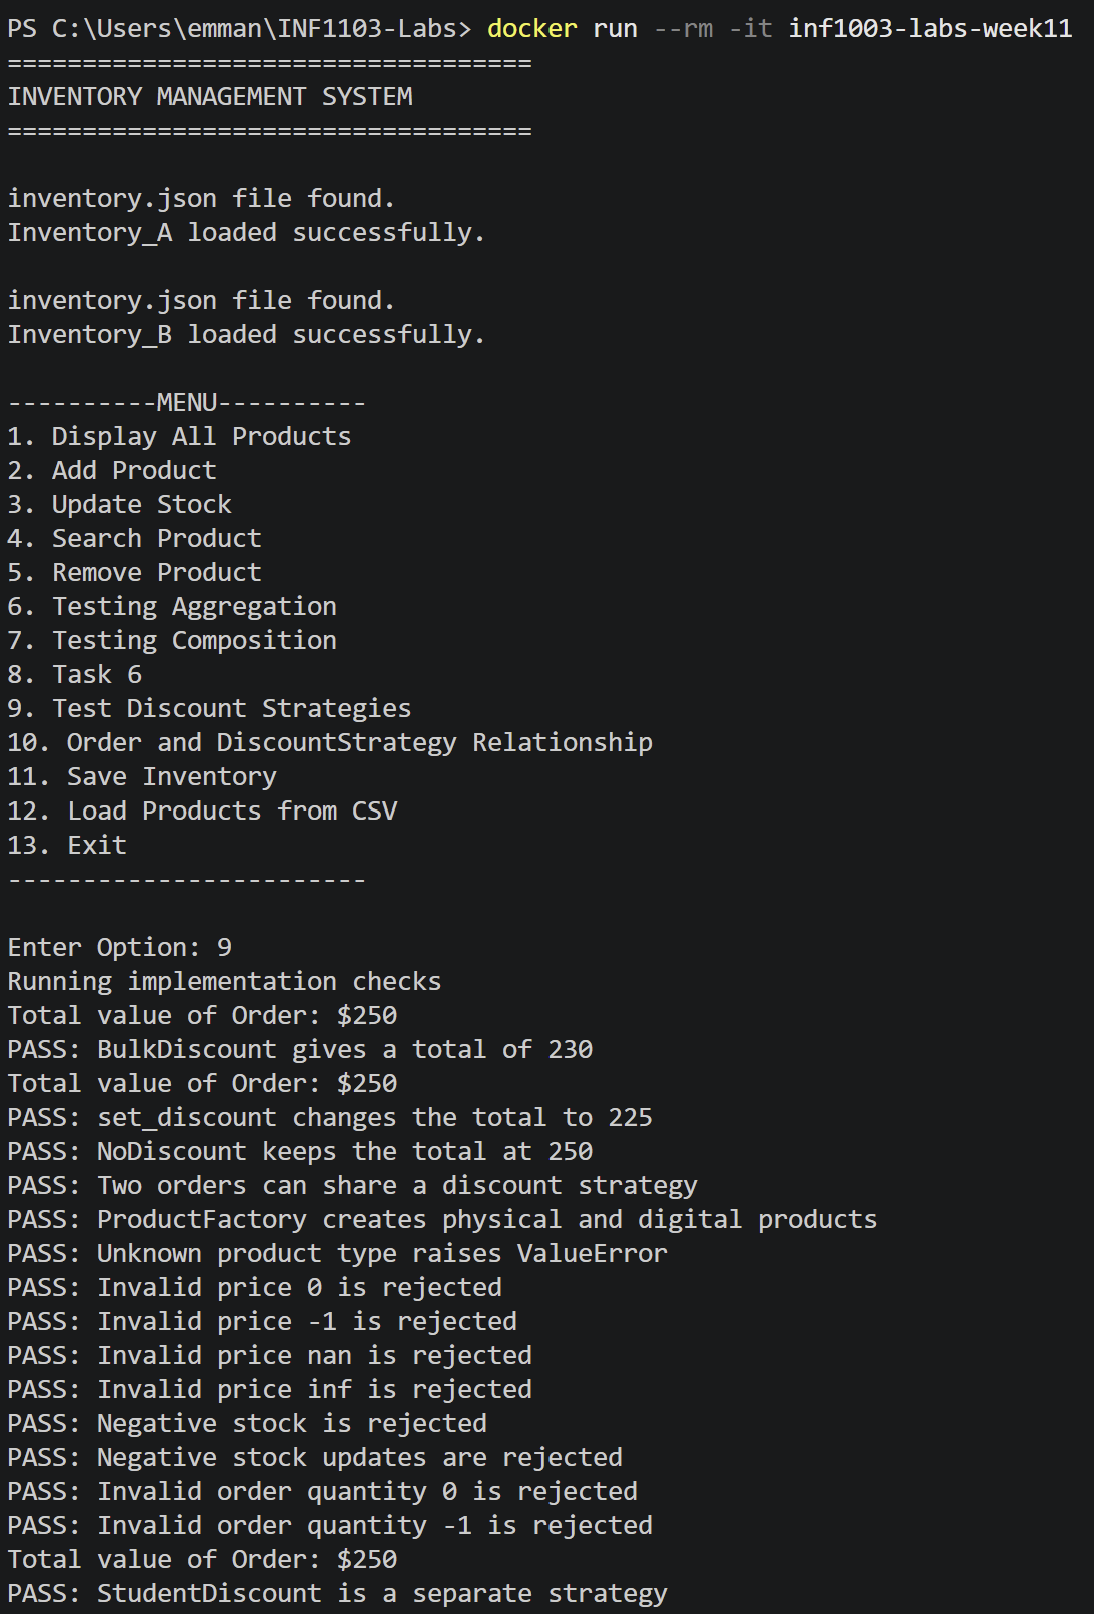 PS C:\Users\emman\INF1103-Labs> docker run --rm -it inf1003-labs-week11
===================================
INVENTORY MANAGEMENT SYSTEM
===================================
inventory.json file found.
Inventory_A loaded successfully.
inventory.json file found.
Inventory_B loaded successfully.
----------MENU----------
1. Display All Products
2. Add Product
3. Update Stock
4. Search Product
5. Remove Product
6. Testing Aggregation
7. Testing Composition
8. Task 6
9. Test Discount Strategies
10. Order and DiscountStrategy Relationship
11. Save Inventory
12. Load Products from CSV
13. Exit
------------------------
Enter Option: 9
Running implementation checks
Total value of Order: $250
PASS: BulkDiscount gives a total of 230
Total value of Order: $250
PASS: set_discount changes the total to 225
PASS: NoDiscount keeps the total at 250
PASS: Two orders can share a discount strategy
PASS: ProductFactory creates physical and digital products
PASS: Unknown product type raises ValueError
PASS: Invalid price 0 is rejected
PASS: Invalid price -1 is rejected
PASS: Invalid price nan is rejected
PASS: Invalid price inf is rejected
PASS: Negative stock is rejected
PASS: Negative stock updates are rejected
PASS: Invalid order quantity 0 is rejected
PASS: Invalid order quantity -1 is rejected
Total value of Order: $250
PASS: StudentDiscount is a separate strategy